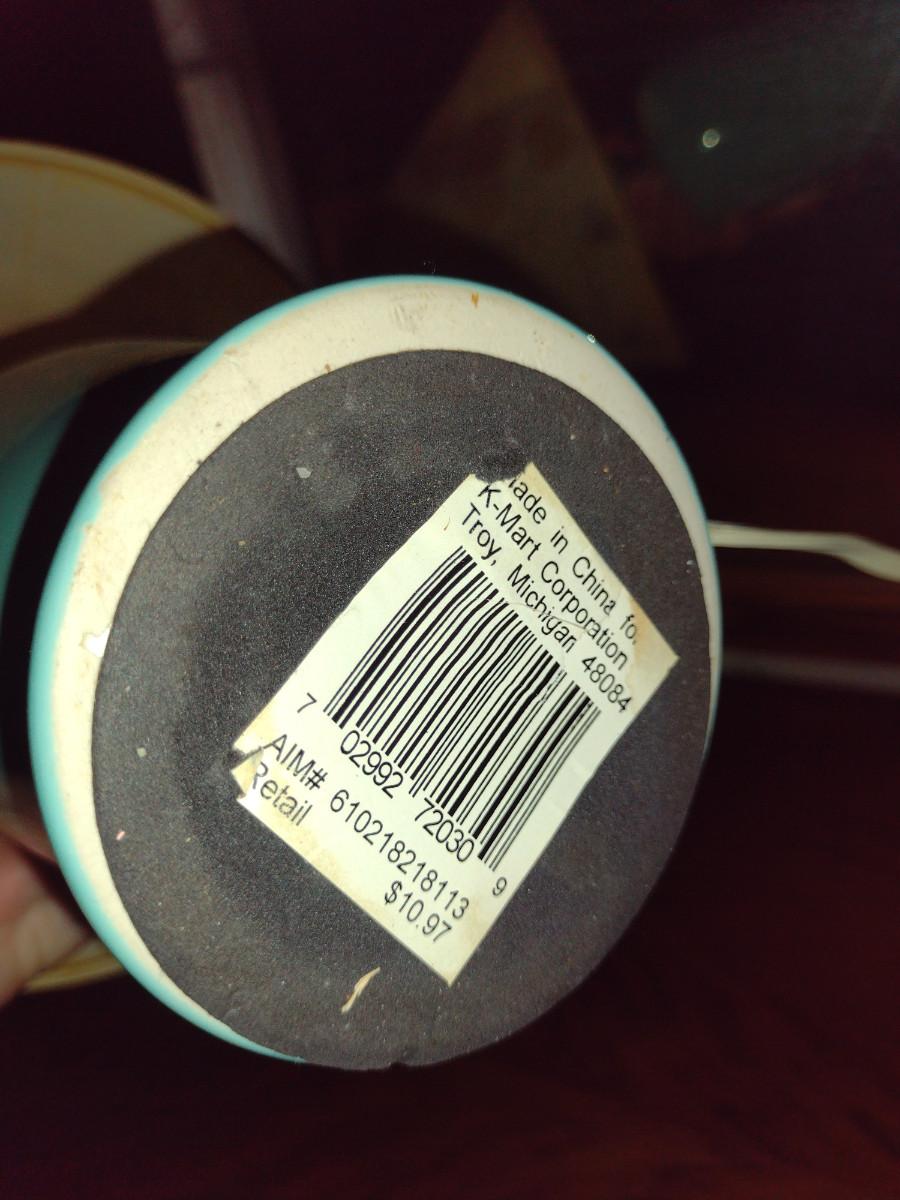 ade in China fo
K-Mart Corporation
Troy, Michigan 48084
7 02992 72030 9
AIM# 610218218113
Retail $10.97